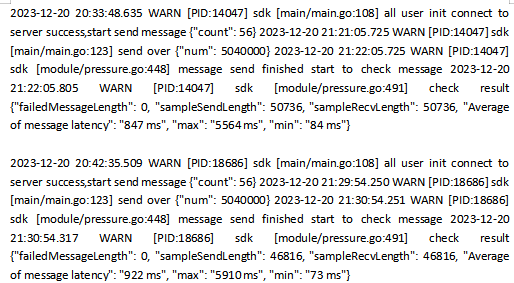 2023-12-20 20:33:48.635 WARN [PID:14047] sdk [main/main.go:108] all user init connect to
server success,start send message {"count": 56} 2023-12-20 21:21:05.725 WARN [PID:14047] sdk
[main/main.go:123] send over {"num": 5040000} 2023-12-20 21:22:05.725 WARN [PID:14047]
sdk [module/pressure.go:448] message send finished start to check message 2023-12-20
21:22:05.805 WARN [PID:14047] sdk [module/pressure.go:491] check result
{"failedMessageLength": 0, "sampleSendLength": 50736, "sampleRecvLength": 50736, "Average
of message latency": "847 ms", "max": "5564 ms", "min": "84 ms"}
2023-12-20 20:42:35.509 WARN [PID:18686] sdk [main/main.go:108] all user init connect to
server success,start send message {"count": 56} 2023-12-20 21:29:54.250 WARN [PID:18686] sdk
[main/main.go:123] send over {"num": 5040000} 2023-12-20 21:30:54.251 WARN [PID:18686]
sdk [module/pressure.go:448] message send finished start to check message 2023-12-20
21:30:54.317 WARN [PID:18686] sdk [module/pressure.go:491] check result
{"failedMessageLength": 0, "sampleSendLength": 46816, "sampleRecvLength": 46816, "Average
of message latency": "922 ms", "max": "5910 ms", "min": "73 ms"}